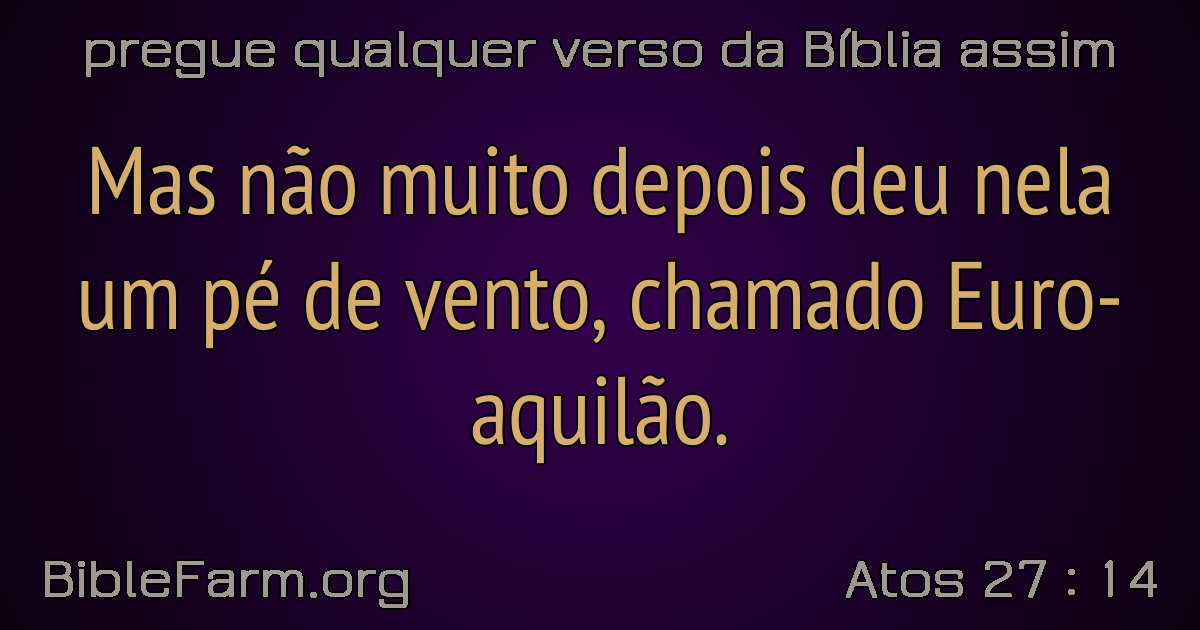 pregue qualquer verso da Bíblia assim
Mas não muito depois deu nela
um pé de vento, chamado Euro-
aquilão.
BibleFarm.org
Atos 27 : 14